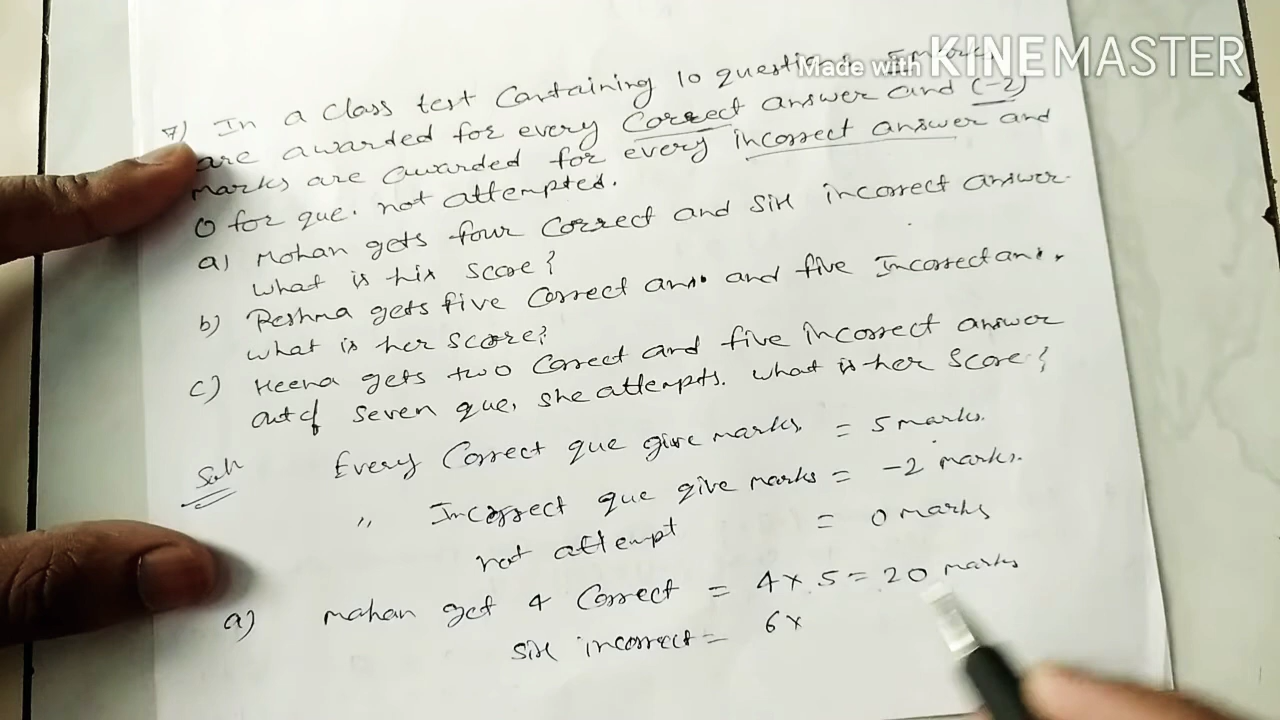 Made with KINEMASTER
7) In a class test Containing 10 question 5 mark
are awarded for every Correct answer and (-2)
marks are awarded for every incorrect answer and
0 for que. not attempted.
a) Mohan gets four correct and six incorrect answer.
what is his score?
b) Reshma gets five correct ans. and five Incorrect ans.
what is her score?
c) Heena gets two correct and five incorrect answer
out of seven que. she attempts. what is her score?
Soln Every Correct que give marks = 5 marks.
" Incorrect que give marks = -2 marks.
not attempt = 0 marks
a) Mahan get 4 Correct = 4 x 5 = 20 marks
six incorrect = 6 x